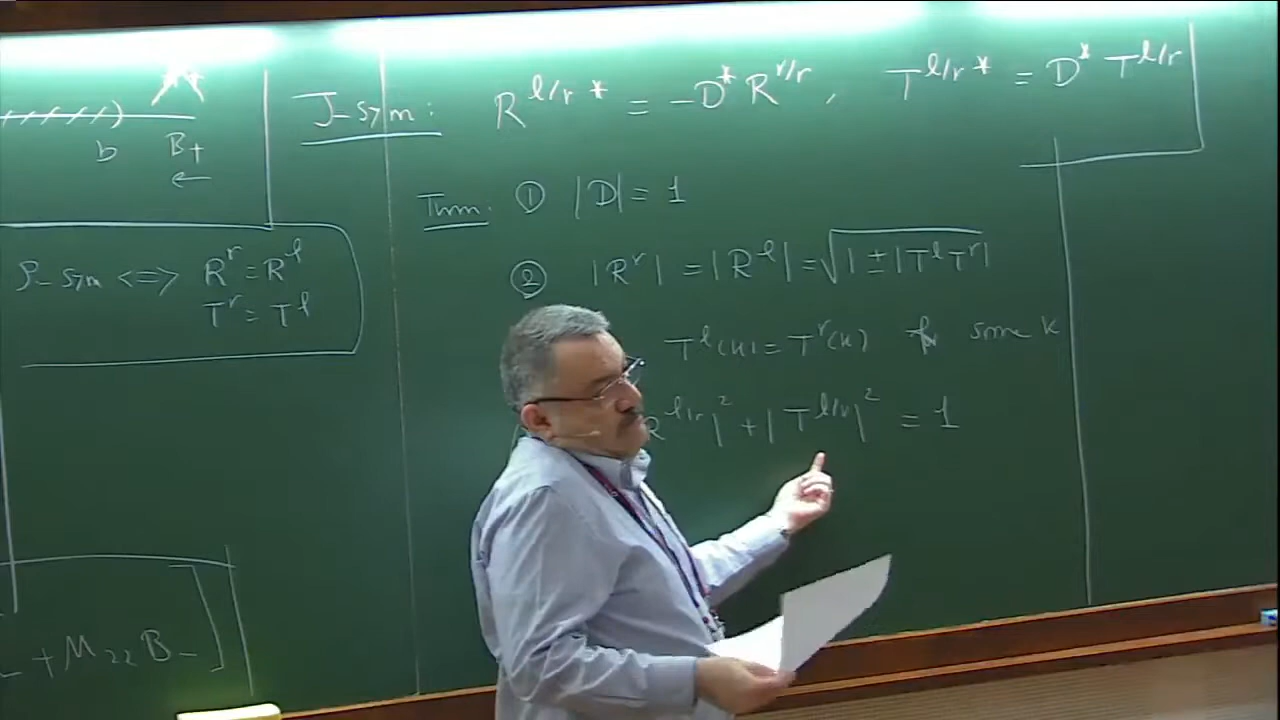 b B+
←
P-sym <=> R^r = R^l
T^r = T^l
+ M_22 B_- ]
J-sym: R^{l/r *} = -D^* R^{r/l}, T^{l/r *} = D^* T^{l/r}
Thm. ① |D| = 1
② |R^r| = |R^l| = √|1 ± |T^l T^r||
T^l(k) = T^r(k) for some k
R^{l/r}|^2 + |T^{l/r}|^2 = 1